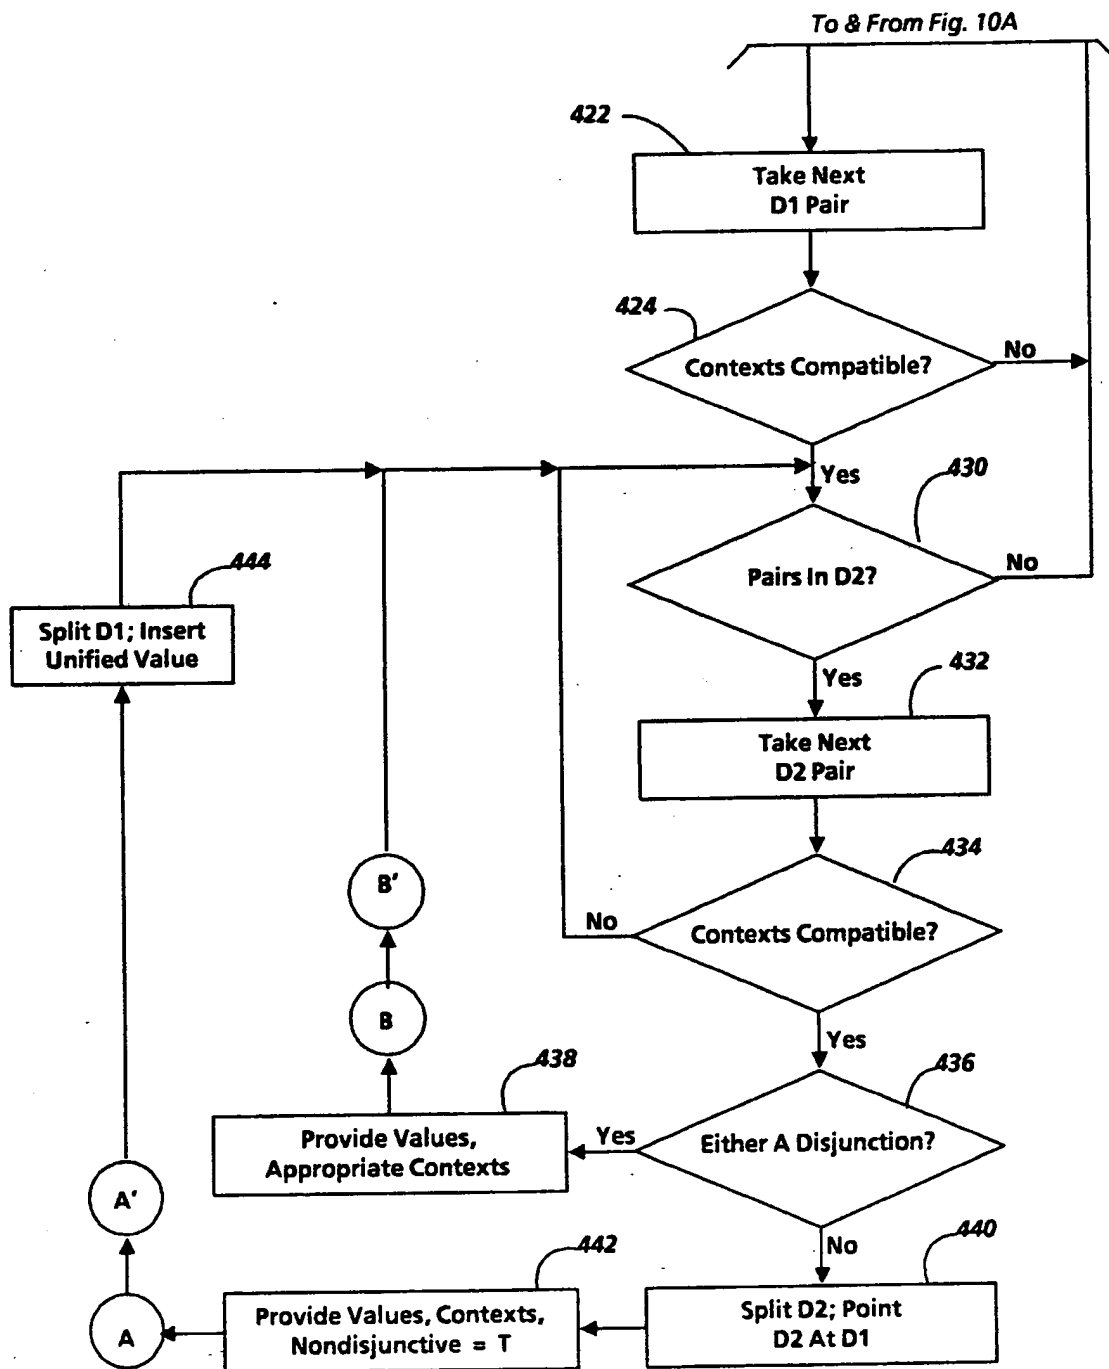 To & From Fig. 10A
422
Take Next
D1 Pair
424
Contexts Compatible?
No
Yes
430
Pairs In D2?
No
444
Split D1; Insert
Unified Value
Yes
432
Take Next
D2 Pair
434
B'
No
Contexts Compatible?
B
Yes
438
436
Provide Values,
Appropriate Contexts
Yes
Either A Disjunction?
A'
No
442
440
A
Provide Values, Contexts,
Nondisjunctive = T
Split D2; Point
D2 At D1